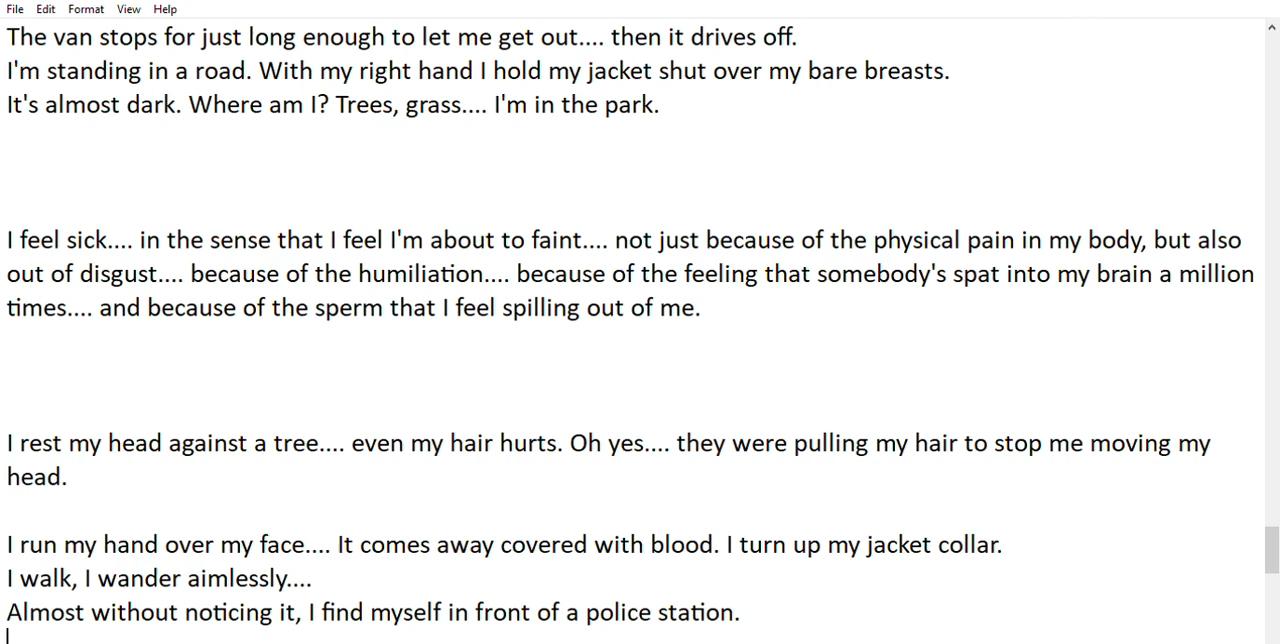 File Edit Format View Help
The van stops for just long enough to let me get out.... then it drives off.
I'm standing in a road. With my right hand I hold my jacket shut over my bare breasts.
It's almost dark. Where am I? Trees, grass.... I'm in the park.
I feel sick.... in the sense that I feel I'm about to faint.... not just because of the physical pain in my body, but also
out of disgust.... because of the humiliation.... because of the feeling that somebody's spat into my brain a million
times.... and because of the sperm that I feel spilling out of me.
I rest my head against a tree.... even my hair hurts. Oh yes.... they were pulling my hair to stop me moving my
head.
I run my hand over my face.... It comes away covered with blood. I turn up my jacket collar.
I walk, I wander aimlessly....
Almost without noticing it, I find myself in front of a police station.